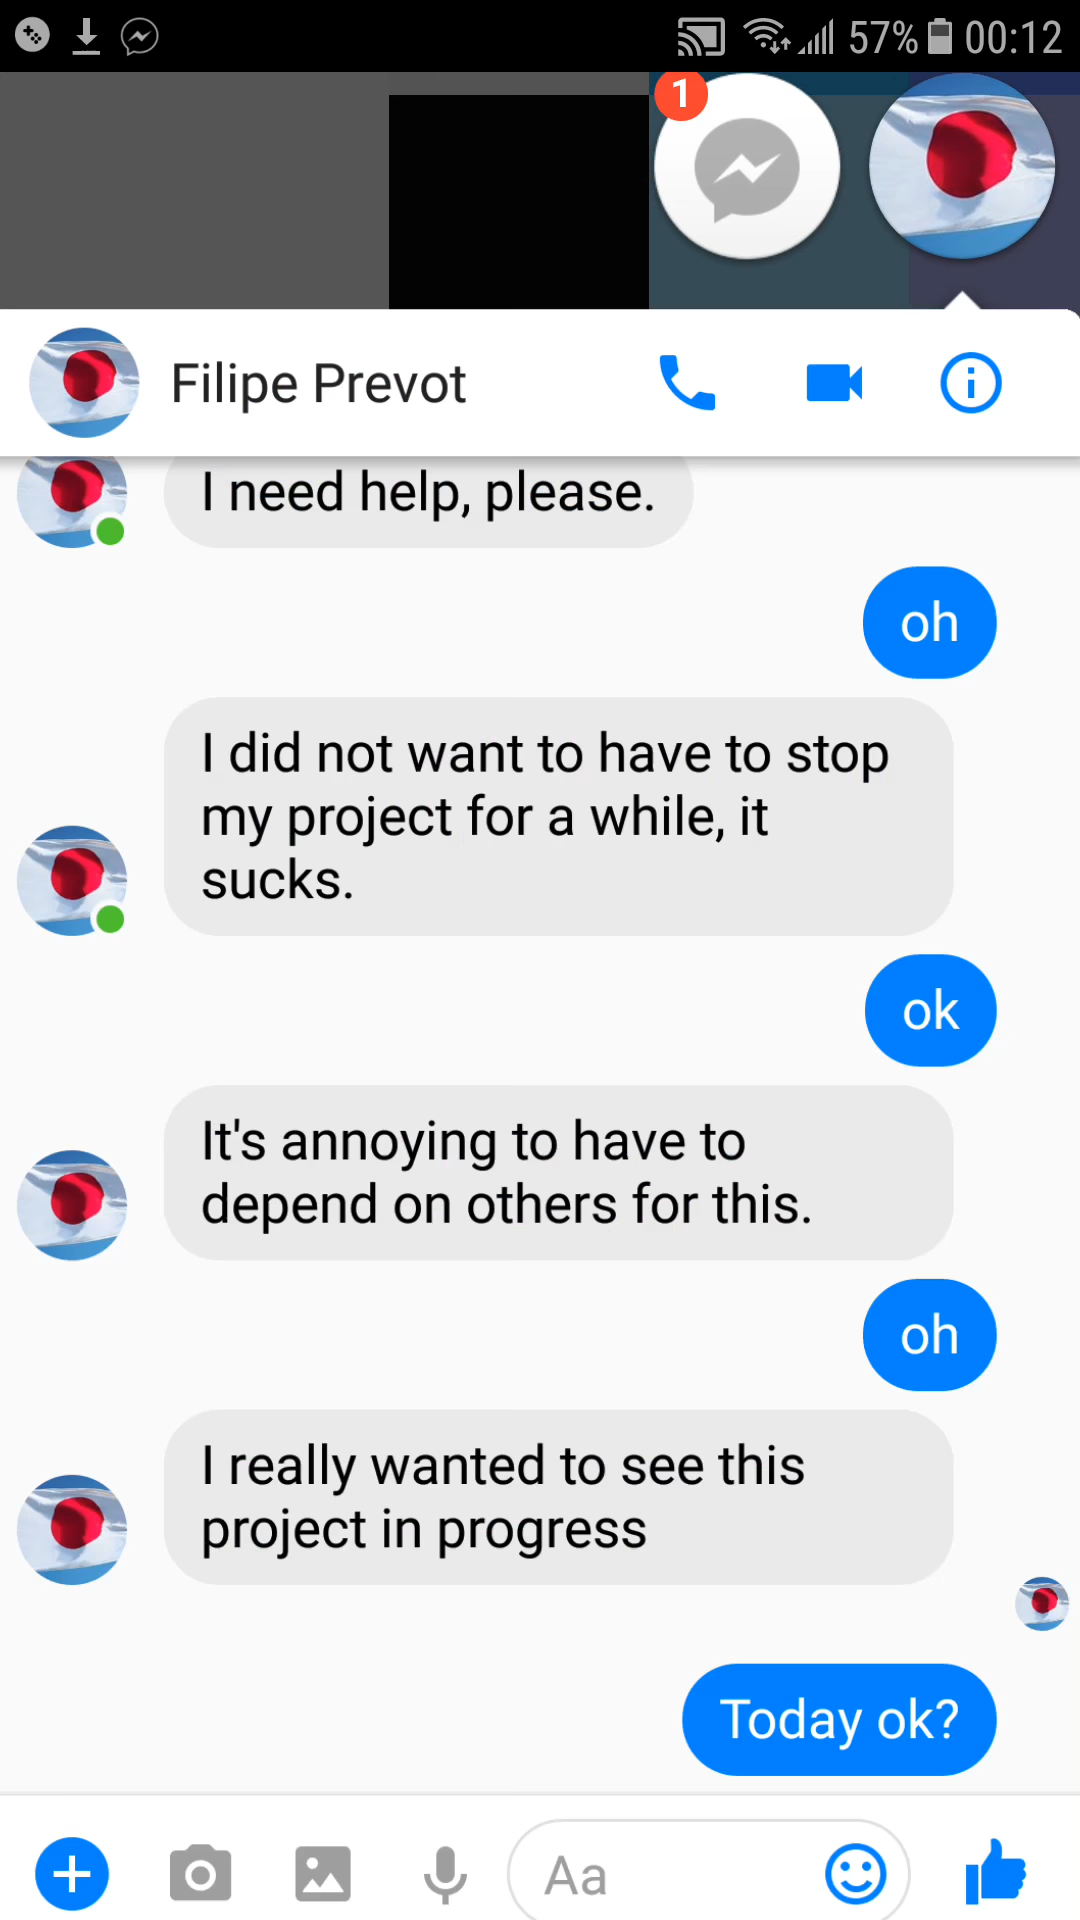 57% 00:12
1
Filipe Prevot
I need help, please.
oh
I did not want to have to stop
my project for a while, it
sucks.
ok
It's annoying to have to
depend on others for this.
oh
I really wanted to see this
project in progress
Today ok?
Aa